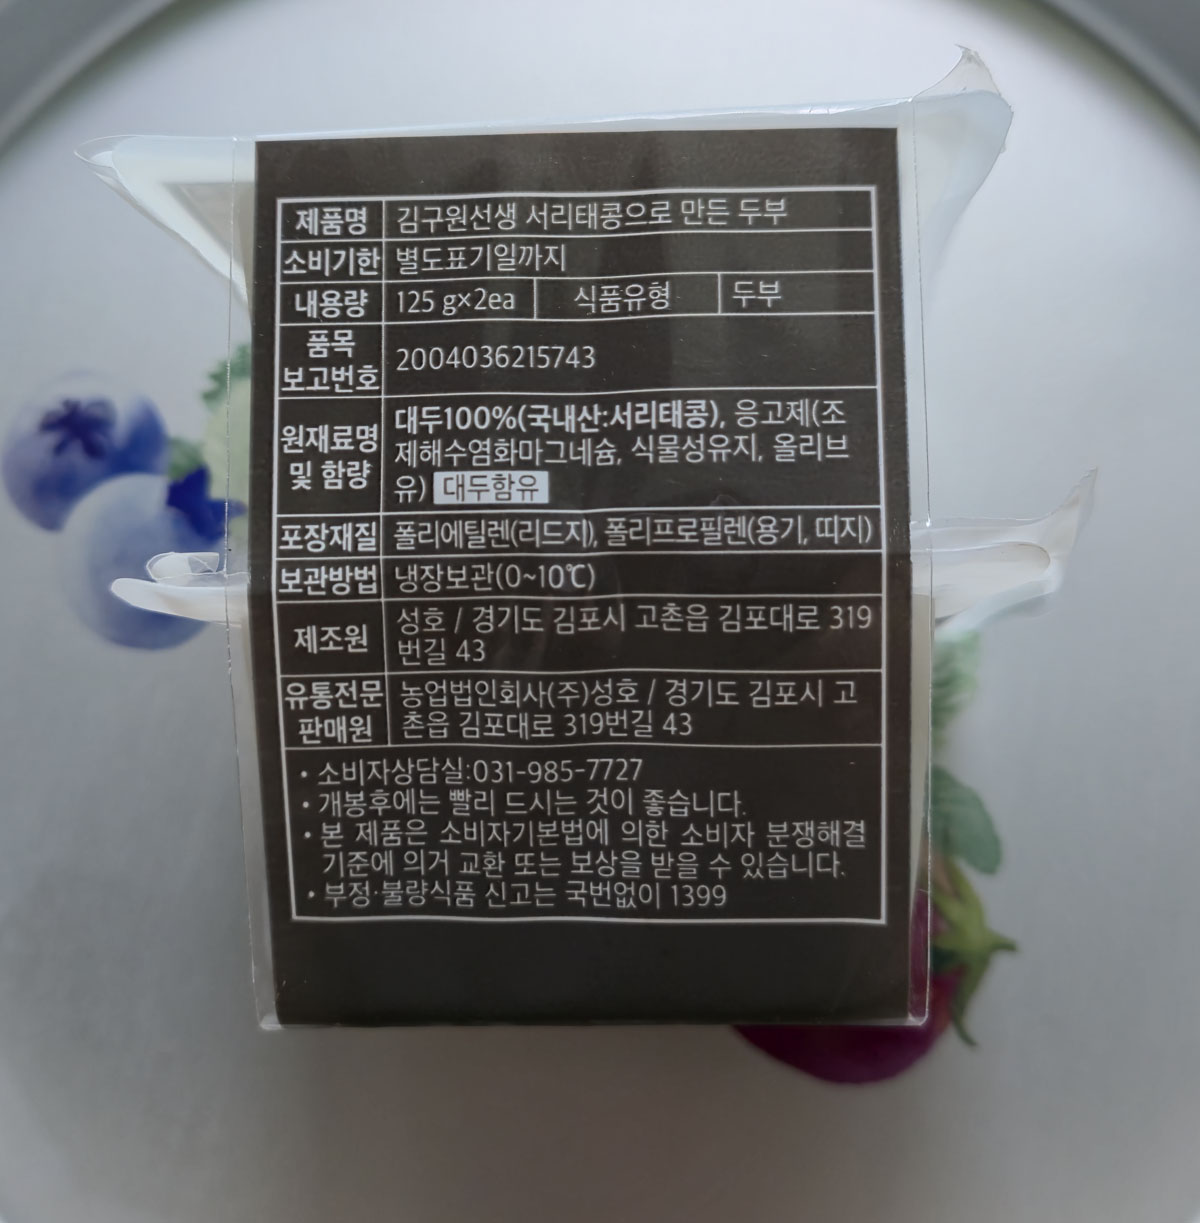 제품명 김구원선생 서리태콩으로 만든 두부
소비기한 별도표기일까지
내용량 125 g×2ea 식품유형 두부
품목
보고번호 2004036215743
원재료명
및 함량
대두100%(국내산:서리태콩), 응고제(조
제해수염화마그네슘, 식물성유지, 올리브
유) 대두함유
포장재질 폴리에틸렌(리드지), 폴리프로필렌(용기, 띠지)
보관방법 냉장보관(0~10℃)
제조원
성호 / 경기도 김포시 고촌읍 김포대로 319
번길 43
유통전문
판매원
농업법인회사(주)성호 / 경기도 김포시 고
촌읍 김포대로 319번길 43
• 소비자상담실:031-985-7727
• 개봉후에는 빨리 드시는 것이 좋습니다.
• 본 제품은 소비자기본법에 의한 소비자 분쟁해결
기준에 의거 교환 또는 보상을 받을 수 있습니다.
• 부정·불량식품 신고는 국번없이 1399